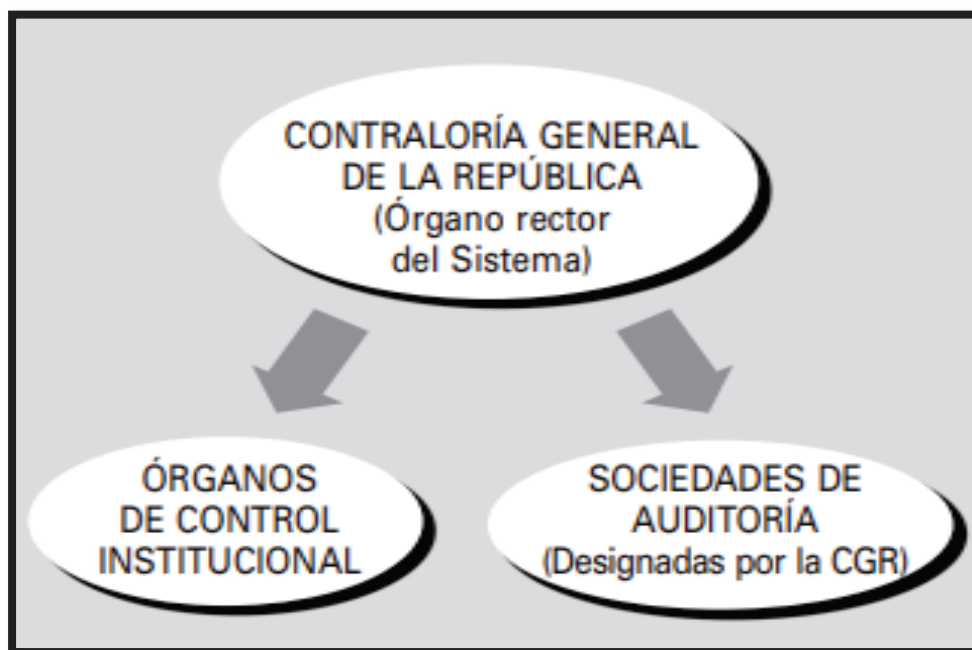 CONTRALORÍA GENERAL
DE LA REPÚBLICA
(Órgano rector
del Sistema)
ÓRGANOS
DE CONTROL
INSTITUCIONAL
SOCIEDADES DE
AUDITORÍA
(Designadas por la CGR)